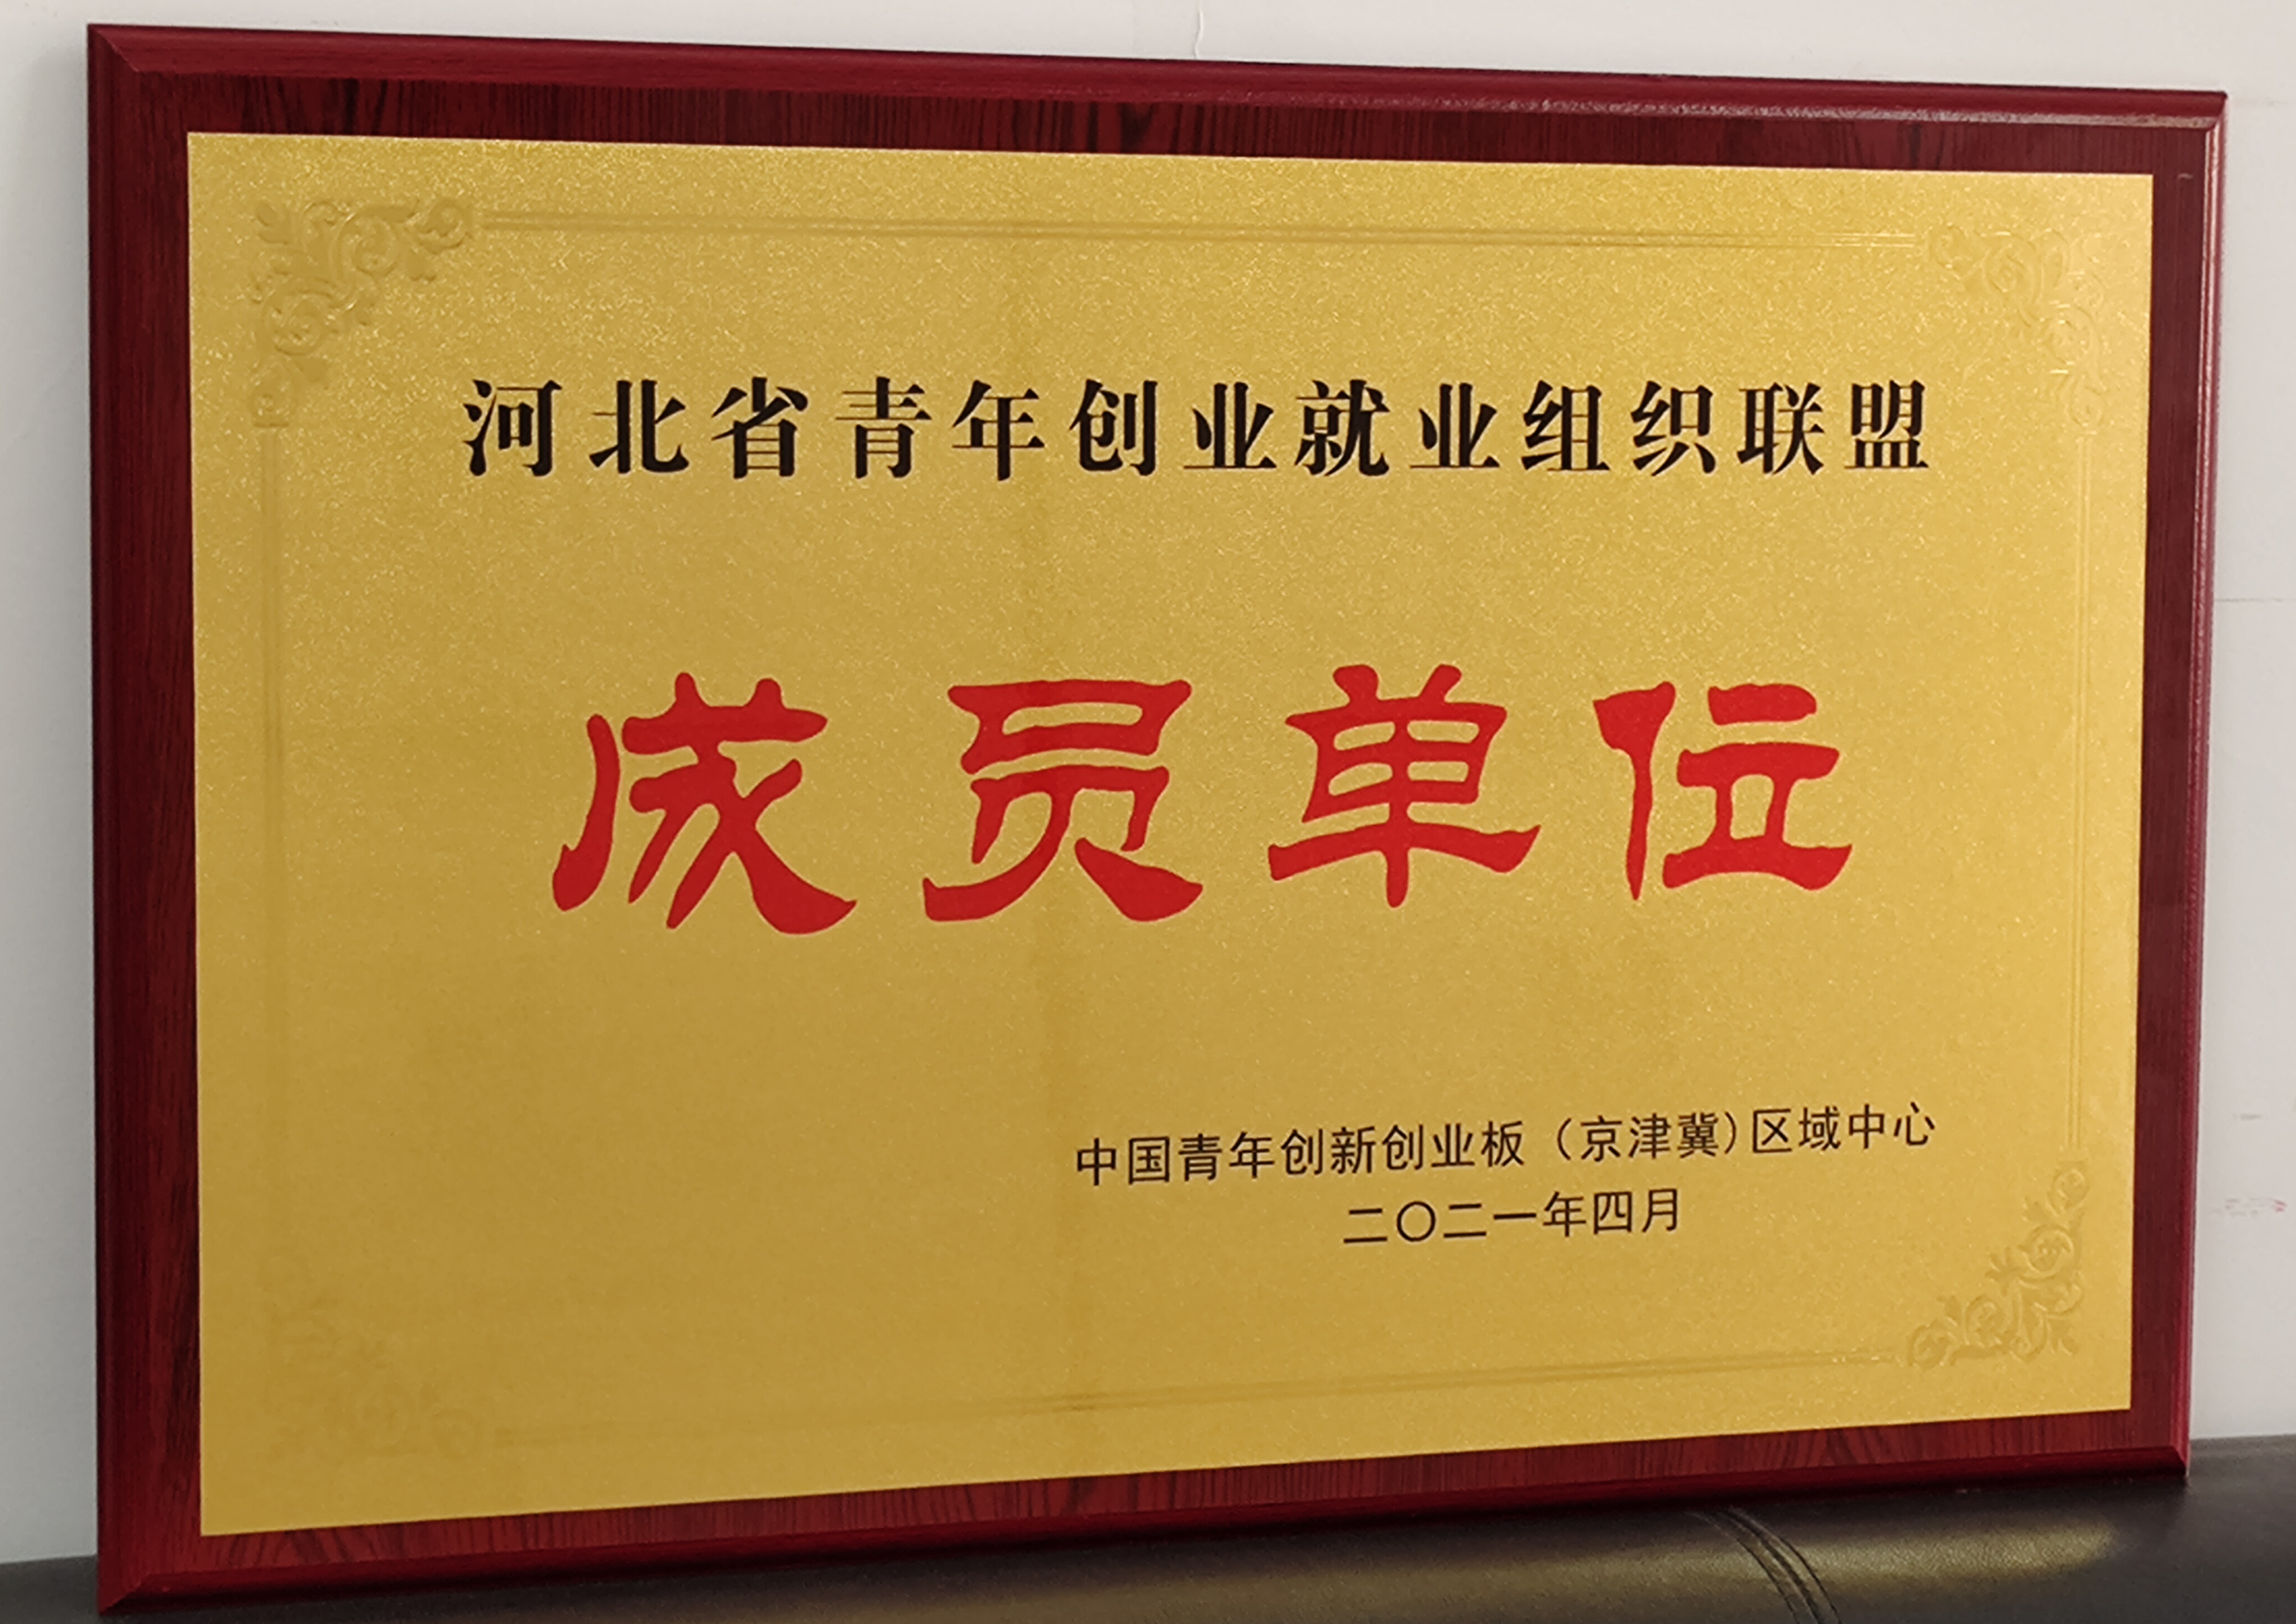 河北省青年创业就业组织联盟
成员单位
中国青年创新创业板（京津冀）区域中心
二〇二一年四月